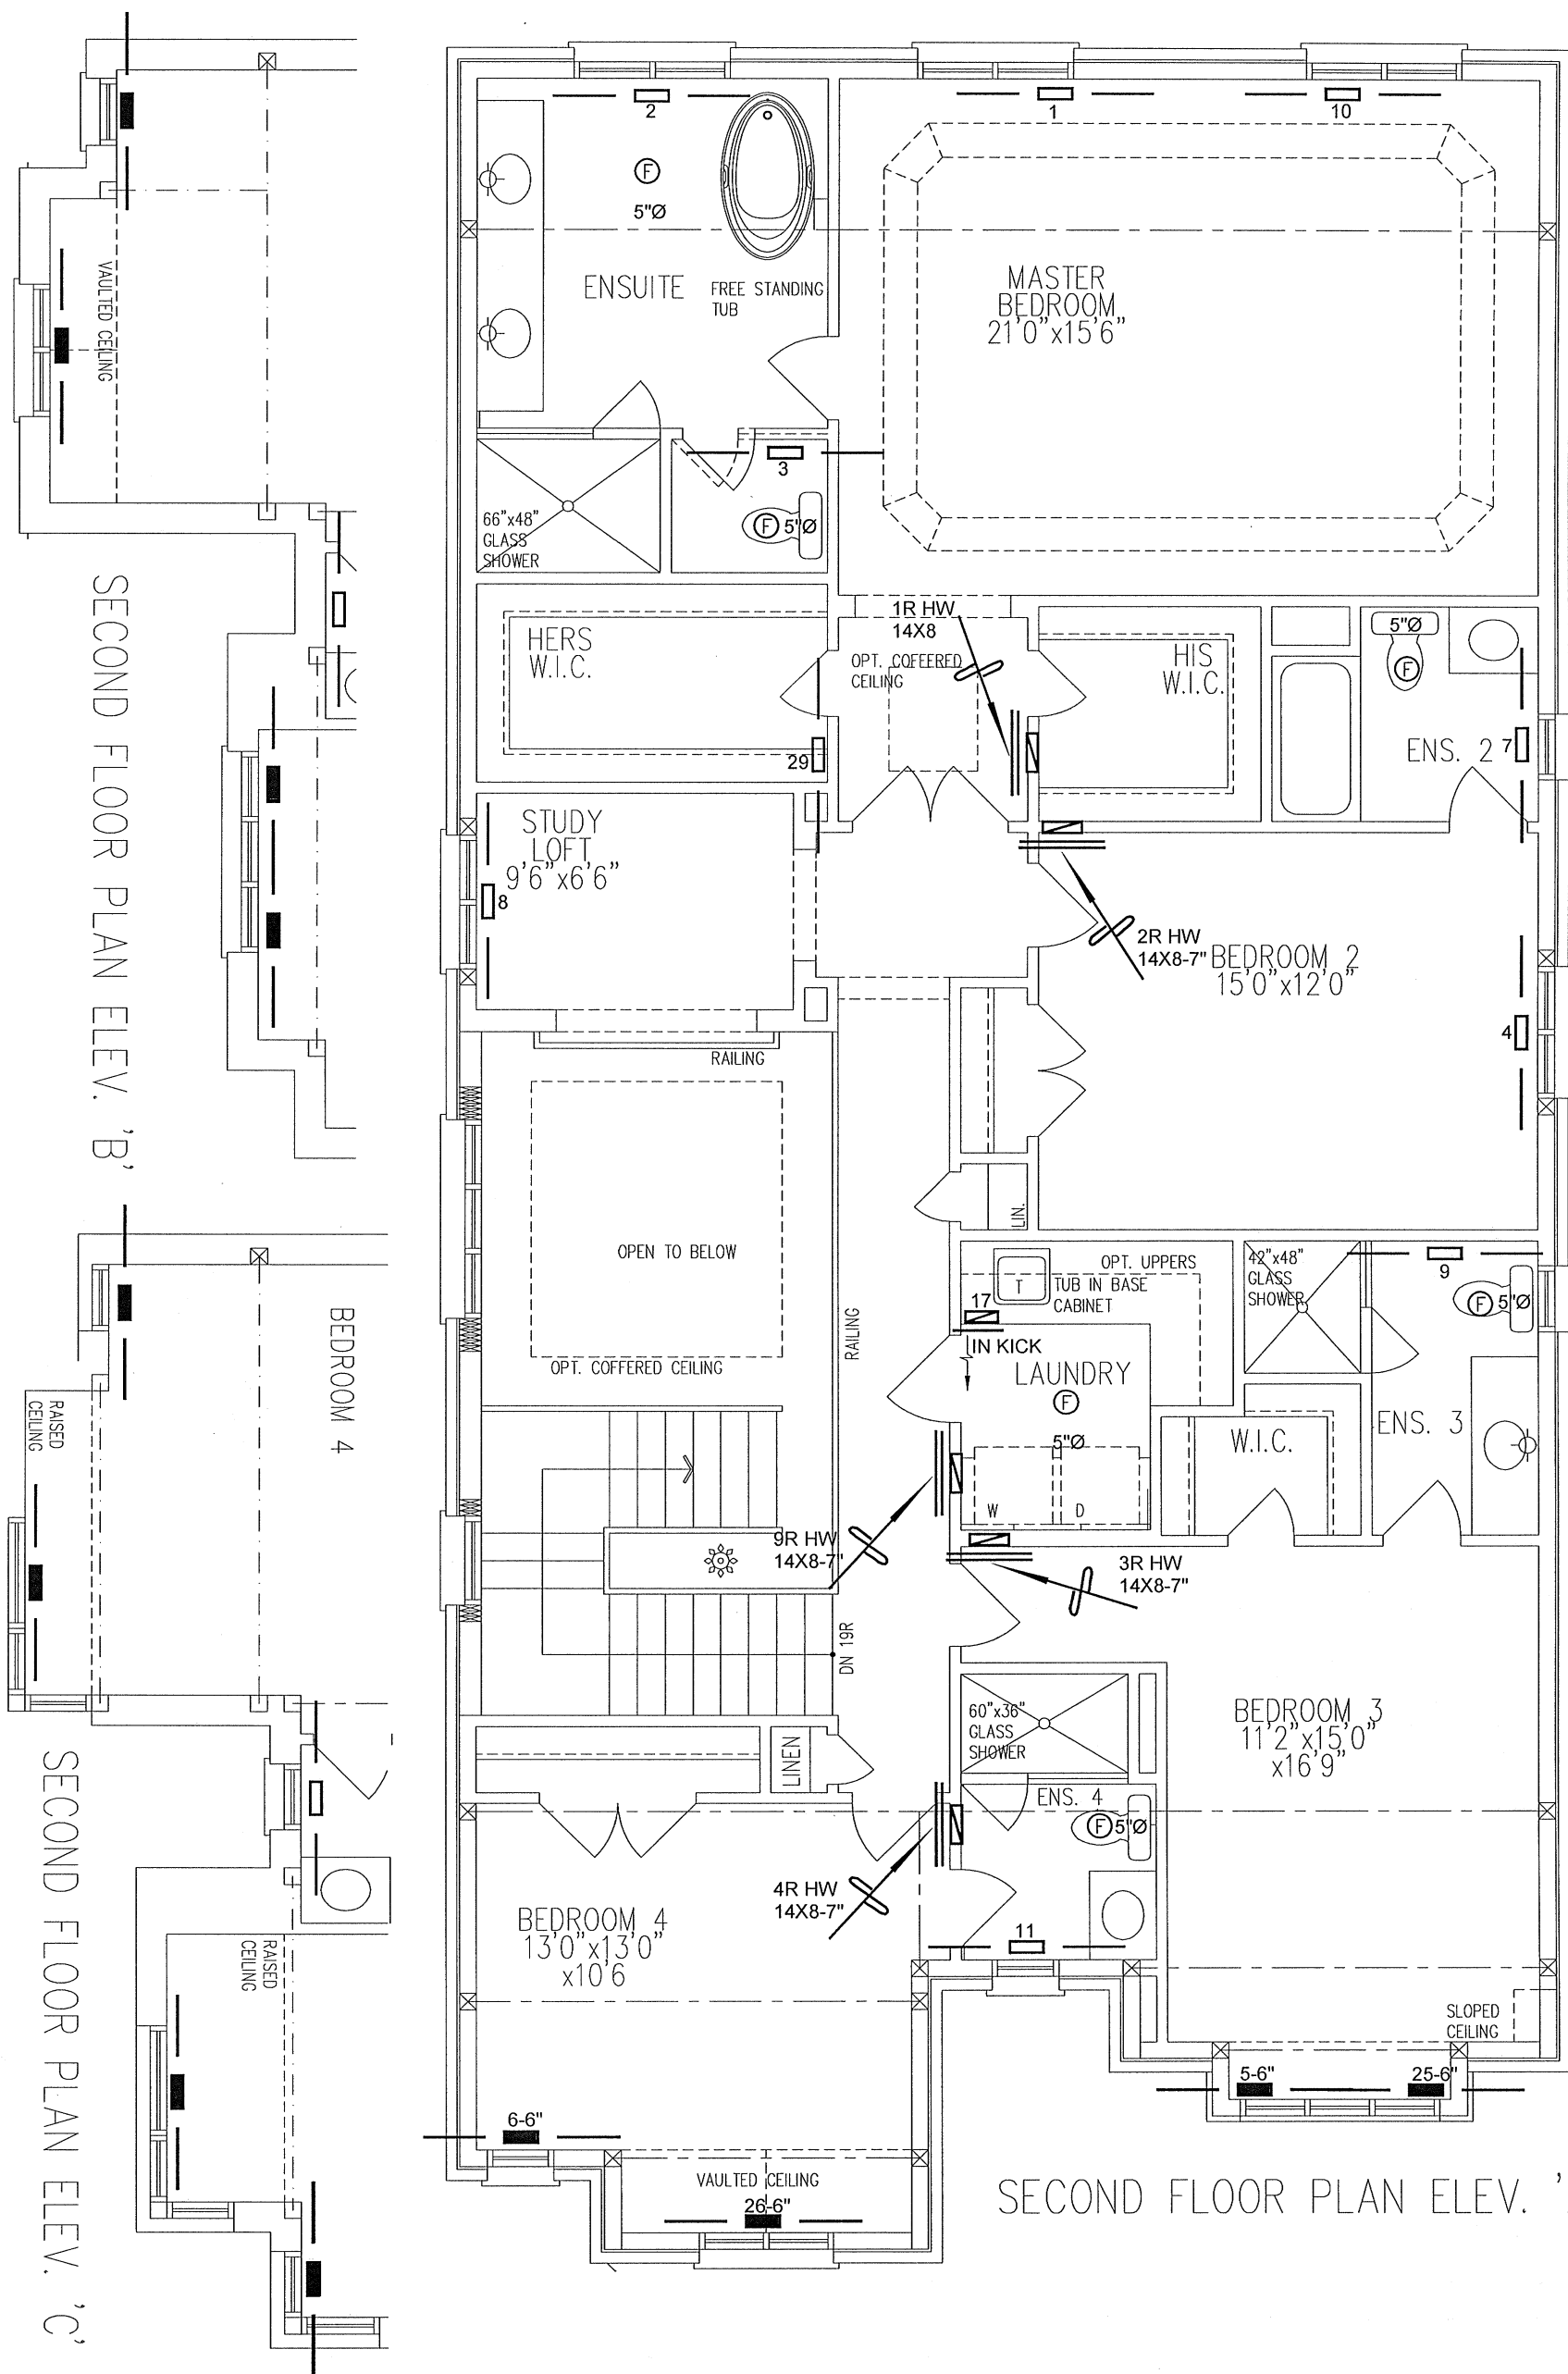 2
1
10
F
5"Ø
ENSUITE
FREE STANDING
TUB
MASTER
BEDROOM
21'0"x15'6"
3
66"x48"
GLASS
SHOWER
F
5"Ø
HERS
W.I.C.
29
1R HW
14X8
OPT. COFFERED
CEILING
HIS
W.I.C.
5"Ø
F
ENS. 2
7
STUDY
LOFT
9'6"x6'6"
8
2R HW
14X8-7"
BEDROOM 2
15'0"x12'0"
4
RAILING
OPEN TO BELOW
OPT. COFFERED CEILING
RAILING
LIN.
T
OPT. UPPERS
TUB IN BASE
CABINET
17
IN KICK
LAUNDRY
F
5"Ø
W
D
42"x48"
GLASS
SHOWER
9
F
5"Ø
ENS. 3
W.I.C.
9R HW
14X8-7"
3R HW
14X8-7"
DN 19R
LINEN
60"x36"
GLASS
SHOWER
ENS. 4
F
5"Ø
BEDROOM 3
11'2"x15'0"
x16'9"
4R HW
14X8-7"
BEDROOM 4
13'0"x13'0"
x10'6
11
SLOPED
CEILING
5-6"
25-6"
6-6"
VAULTED CEILING
26-6"
SECOND FLOOR PLAN ELEV. '
VAULTED CEILING
SECOND FLOOR PLAN ELEV. 'B'
BEDROOM 4
RAISED
CEILING
RAISED
CEILING
SECOND FLOOR PLAN ELEV. 'C'